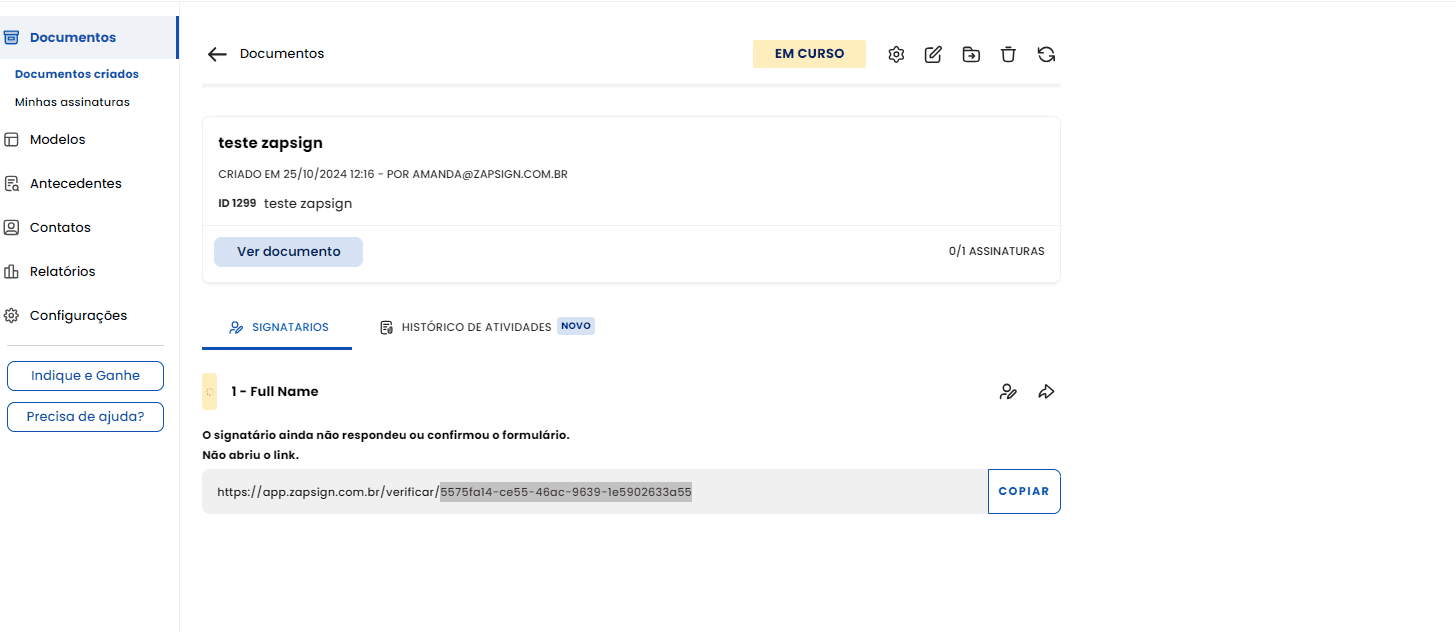 Documentos
Documentos criados
Minhas assinaturas
Modelos
Antecedentes
Contatos
Relatórios
Configurações
Indique e Ganhe
Precisa de ajuda?
Documentos
EM CURSO
teste zapsign
CRIADO EM 25/10/2024 12:16 - POR AMANDA@ZAPSIGN.COM.BR
ID 1299 teste zapsign
Ver documento
0/1 ASSINATURAS
SIGNATARIOS
HISTÓRICO DE ATIVIDADES NOVO
1 - Full Name
O signatário ainda não respondeu ou confirmou o formulário.
Não abriu o link.
https://app.zapsign.com.br/verificar/5575fa14-ce55-46ac-9639-1e5902633a55
COPIAR